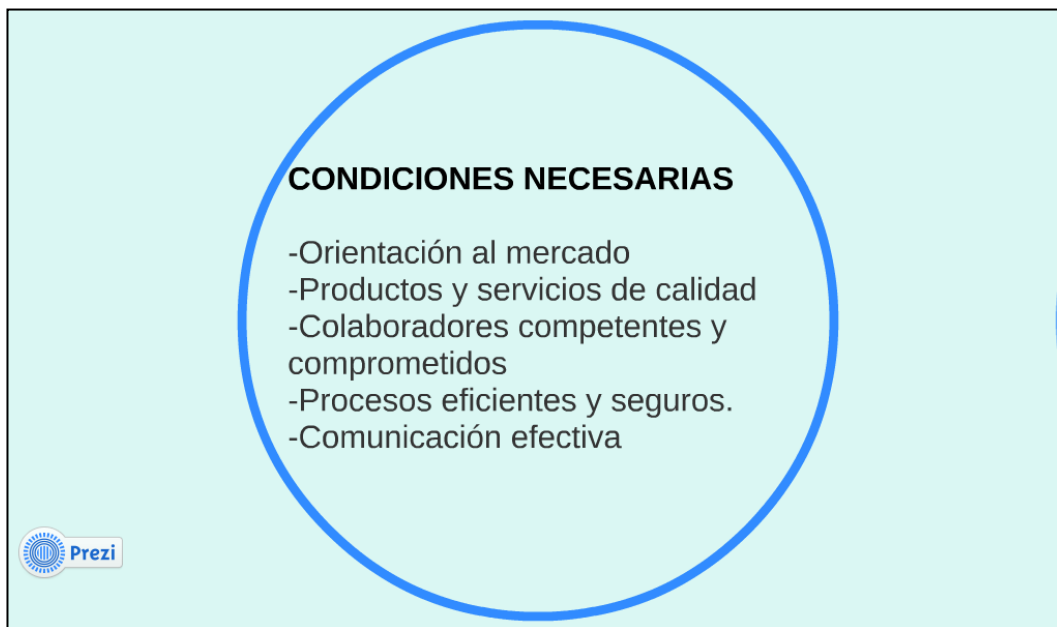 CONDICIONES NECESARIAS
-Orientación al mercado
-Productos y servicios de calidad
-Colaboradores competentes y
comprometidos
-Procesos eficientes y seguros.
-Comunicación efectiva
Prezi